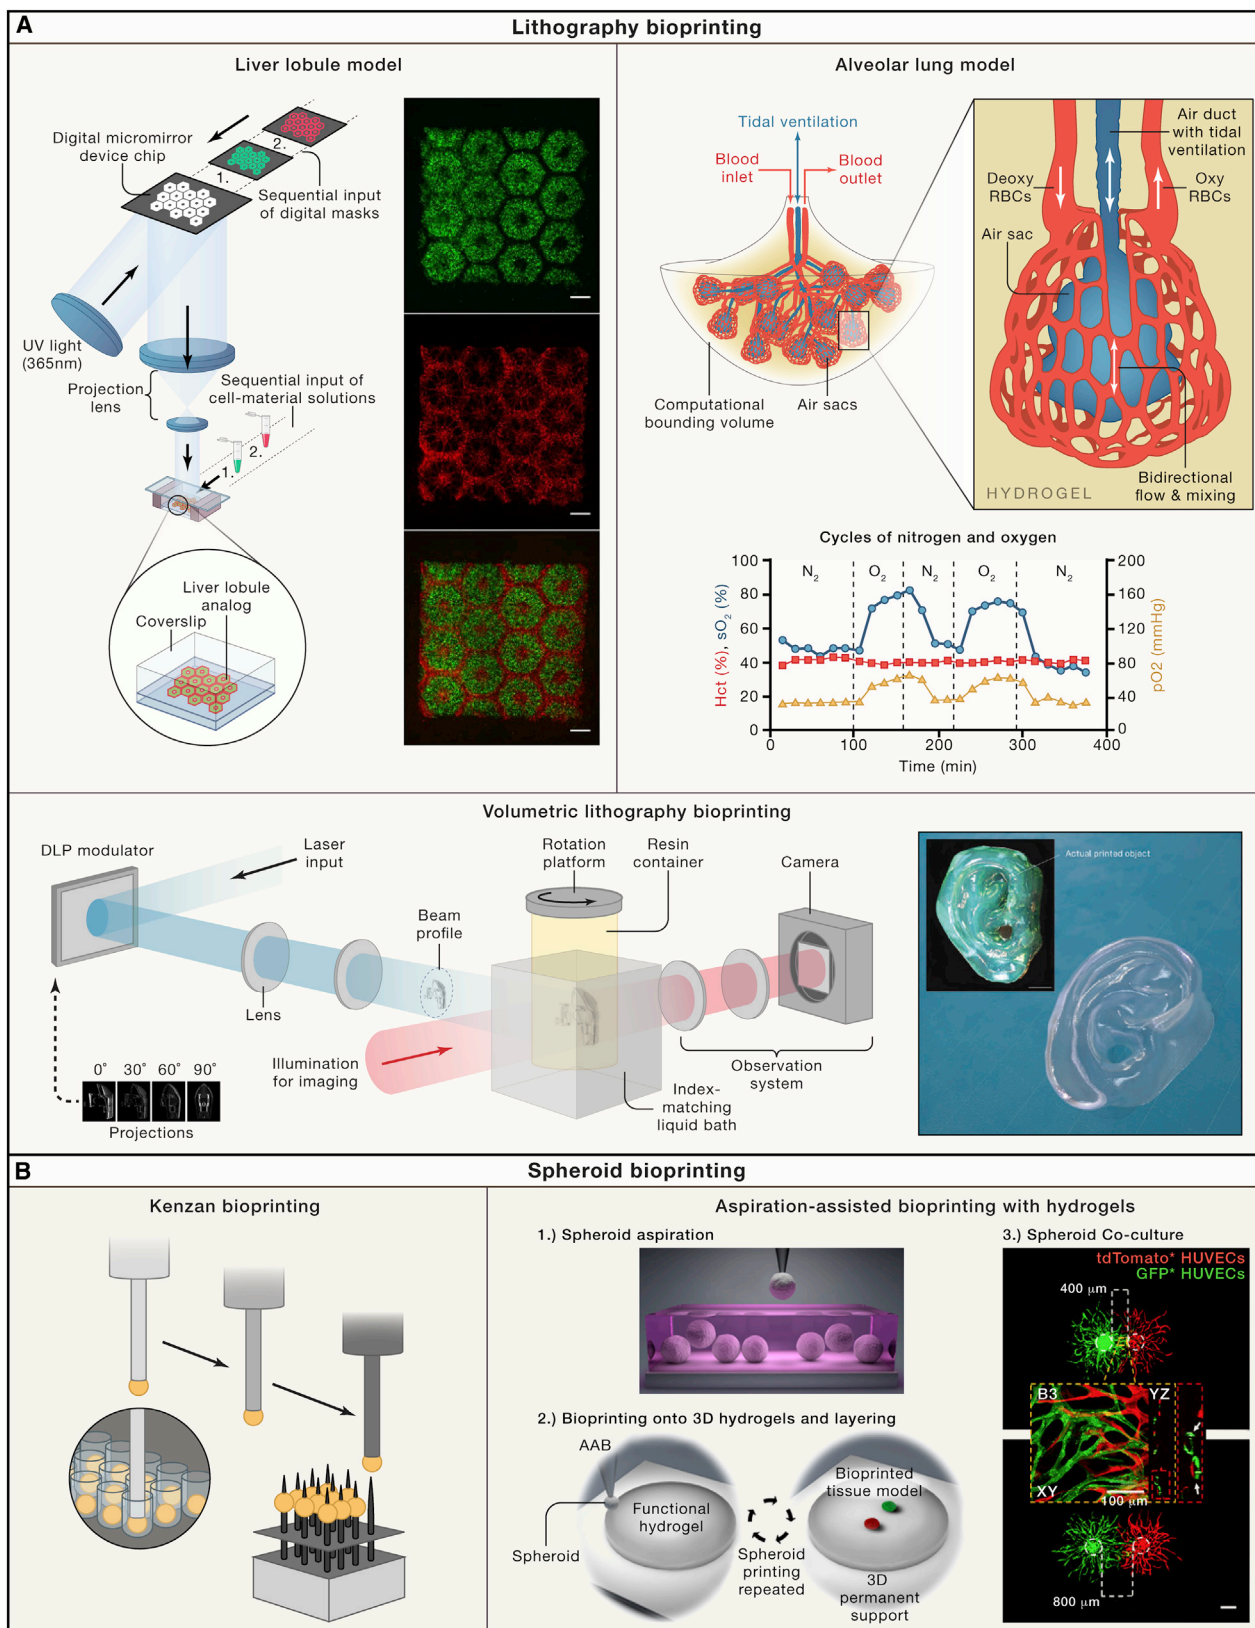 A
Lithography bioprinting
Liver lobule model
Digital micromirror
device chip
1.
2.
Sequential input
of digital masks
UV light
(365nm)
Projection
lens
Sequential input of
cell-material solutions
1.
2.
Liver lobule
analog
Coverslip
Alveolar lung model
Tidal ventilation
Blood
inlet
Blood
outlet
Computational
bounding volume
Air sacs
Air duct
with tidal
ventilation
Deoxy
RBCs
Oxy
RBCs
Air sac
Bidirectional
flow & mixing
HYDROGEL
Cycles of nitrogen and oxygen
N2
O2
N2
O2
N2
100
80
60
40
20
0
Hct (%), sO2 (%)
200
160
120
80
40
0
pO2 (mmHg)
0
100
200
300
400
Time (min)
Volumetric lithography bioprinting
DLP modulator
Laser
input
Lens
Beam
profile
Rotation
platform
Resin
container
Camera
Illumination
for imaging
Index-
matching
liquid bath
Observation
system
0° 30° 60° 90°
Projections
Actual printed object
B
Spheroid bioprinting
Kenzan bioprinting
Aspiration-assisted bioprinting with hydrogels
1.) Spheroid aspiration
2.) Bioprinting onto 3D hydrogels and layering
AAB
Spheroid
Functional
hydrogel
Spheroid
printing
repeated
Bioprinted
tissue model
3D
permanent
support
3.) Spheroid Co-culture
tdTomato* HUVECs
GFP* HUVECs
400 μm
B3
YZ
XY
100 μm
800 μm